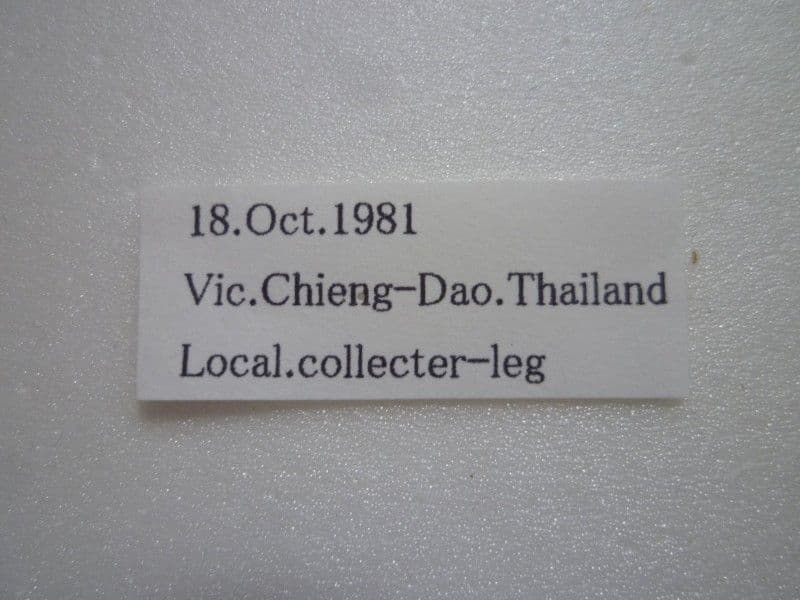 18.Oct.1981
Vic.Chieng-Dao.Thailand
Local.collecter-leg